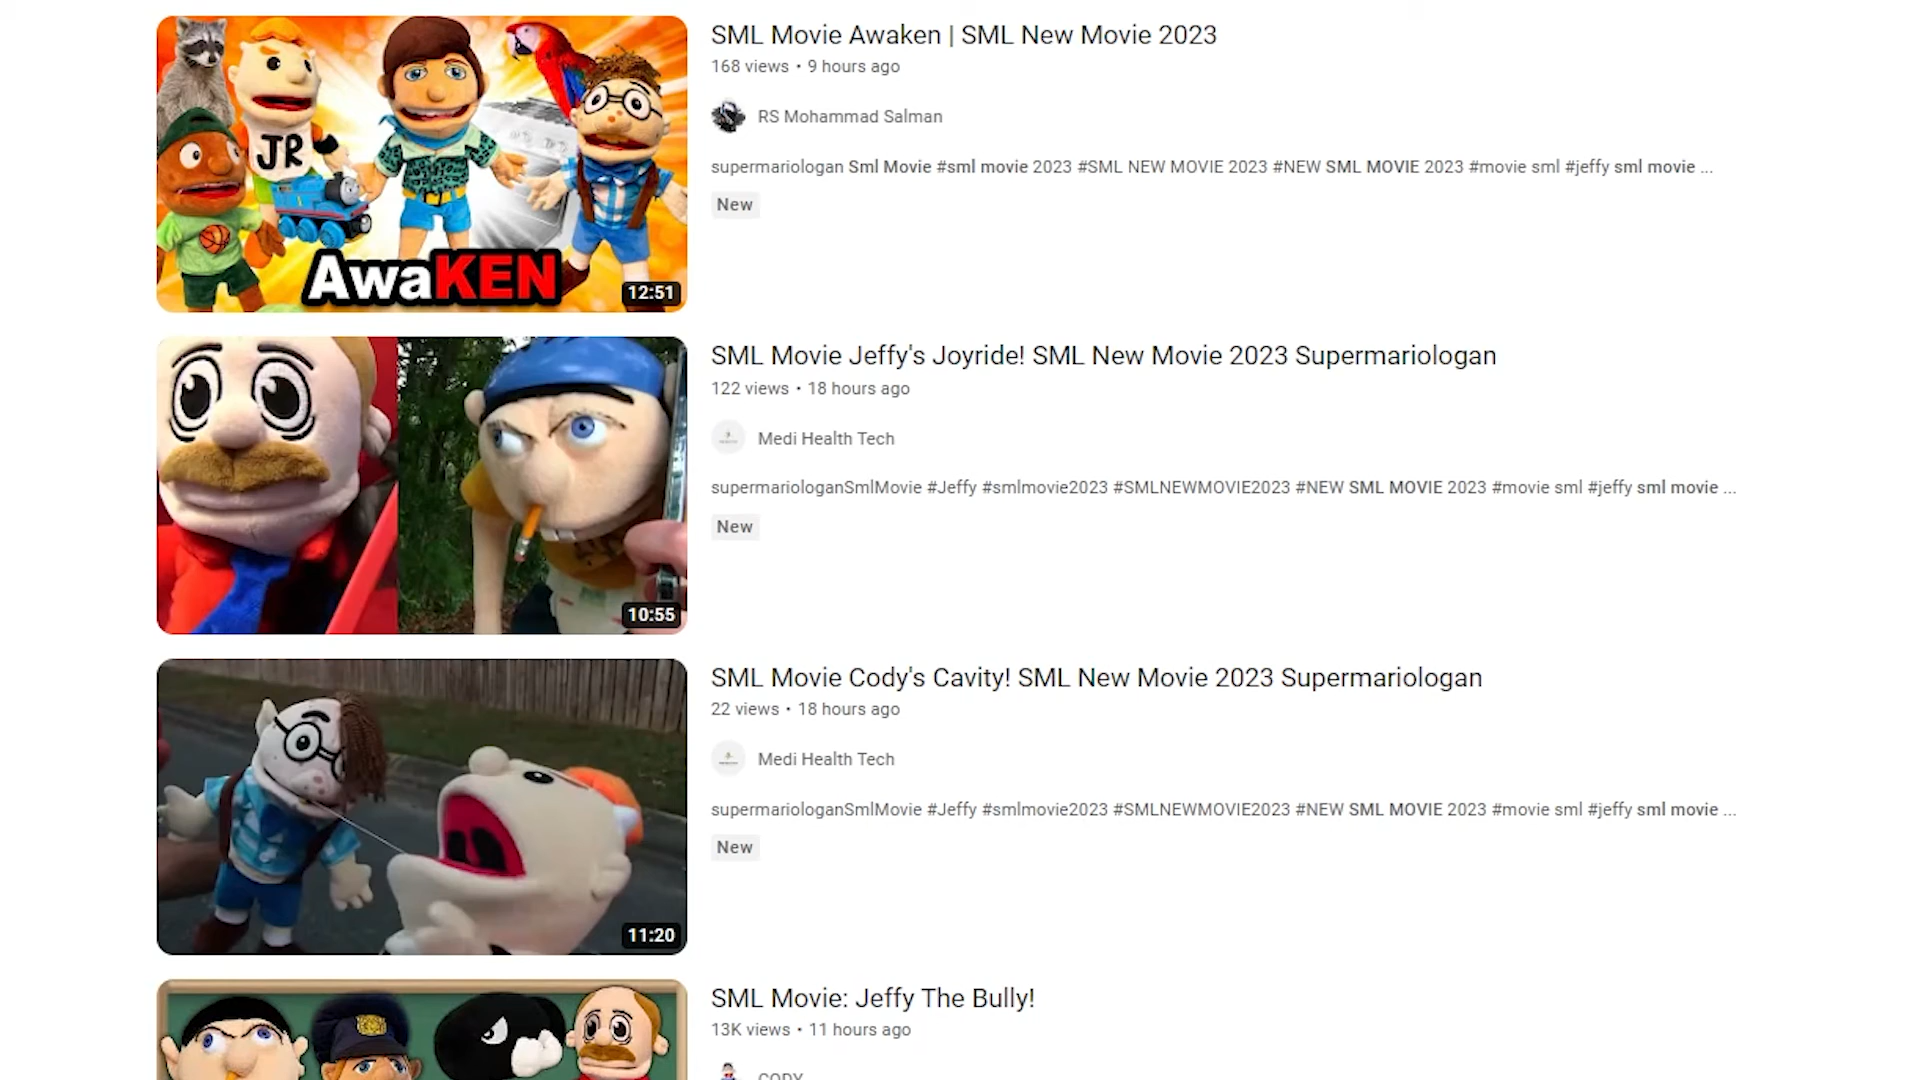 SML Movie Awaken | SML New Movie 2023
168 views • 9 hours ago
RS Mohammad Salman
supermariologan Sml Movie #sml movie 2023 #SML NEW MOVIE 2023 #NEW SML MOVIE 2023 #movie sml #jeffy sml movie ...
New
JR
AwaKEN
12:51
SML Movie Jeffy's Joyride! SML New Movie 2023 Supermariologan
122 views • 18 hours ago
Medi Health Tech
supermariologanSmlMovie #Jeffy #smlmovie2023 #SMLNEWMOVIE2023 #NEW SML MOVIE 2023 #movie sml #jeffy sml movie ...
New
10:55
SML Movie Cody's Cavity! SML New Movie 2023 Supermariologan
22 views • 18 hours ago
Medi Health Tech
supermariologanSmlMovie #Jeffy #smlmovie2023 #SMLNEWMOVIE2023 #NEW SML MOVIE 2023 #movie sml #jeffy sml movie ...
New
11:20
SML Movie: Jeffy The Bully!
13K views • 11 hours ago
CODY